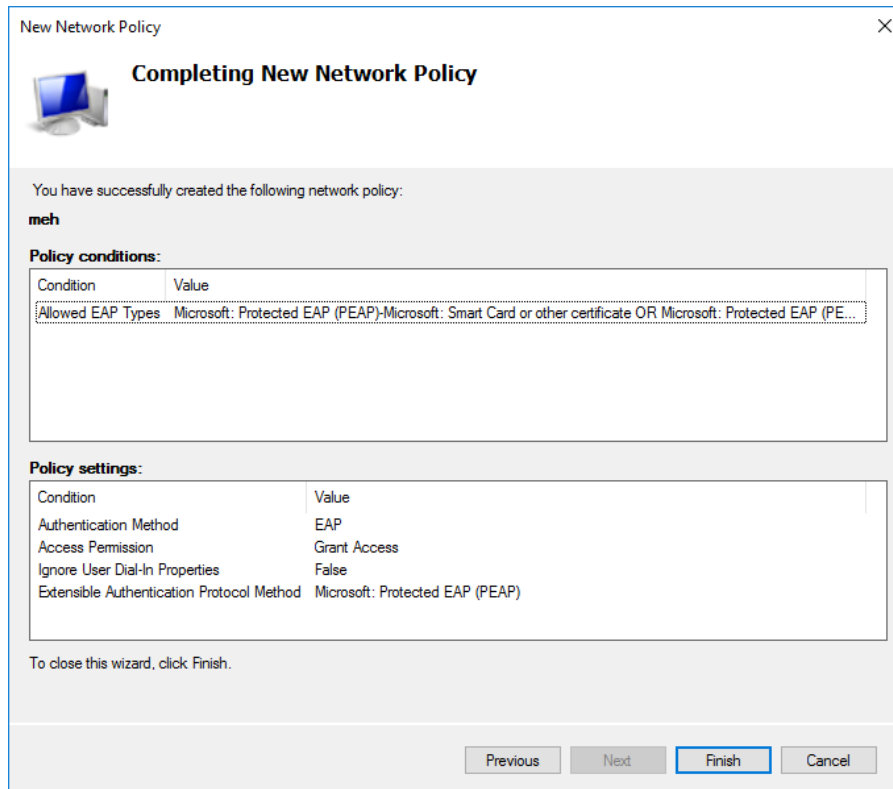 New Network Policy
Completing New Network Policy
You have successfully created the following network policy:
meh
Policy conditions:
Condition Value
Allowed EAP Types Microsoft: Protected EAP (PEAP)-Microsoft: Smart Card or other certificate OR Microsoft: Protected EAP (PE...
Policy settings:
Condition Value
Authentication Method EAP
Access Permission Grant Access
Ignore User Dial-In Properties False
Extensible Authentication Protocol Method Microsoft: Protected EAP (PEAP)
To close this wizard, click Finish.
Previous Next Finish Cancel